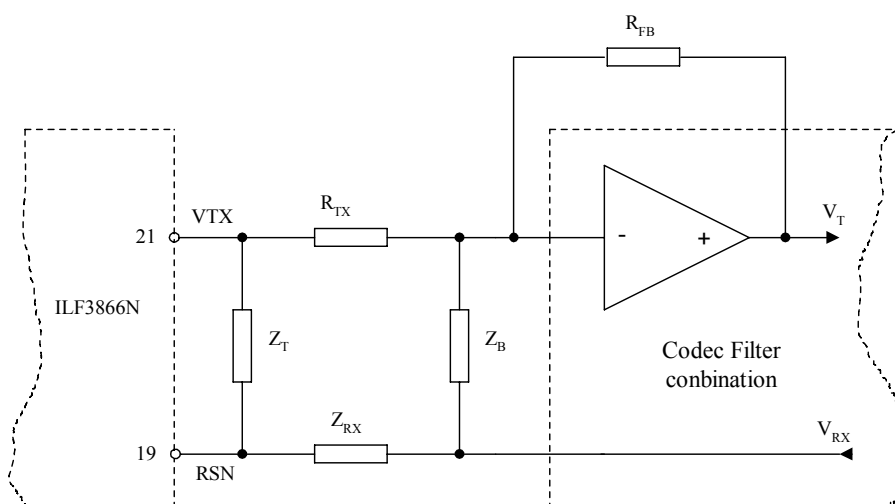 R_FB
R_TX
VTX
21
V_T
- +
ILF3866N
Z_T
Z_B
Codec Filter
conbination
Z_RX
V_RX
19
RSN